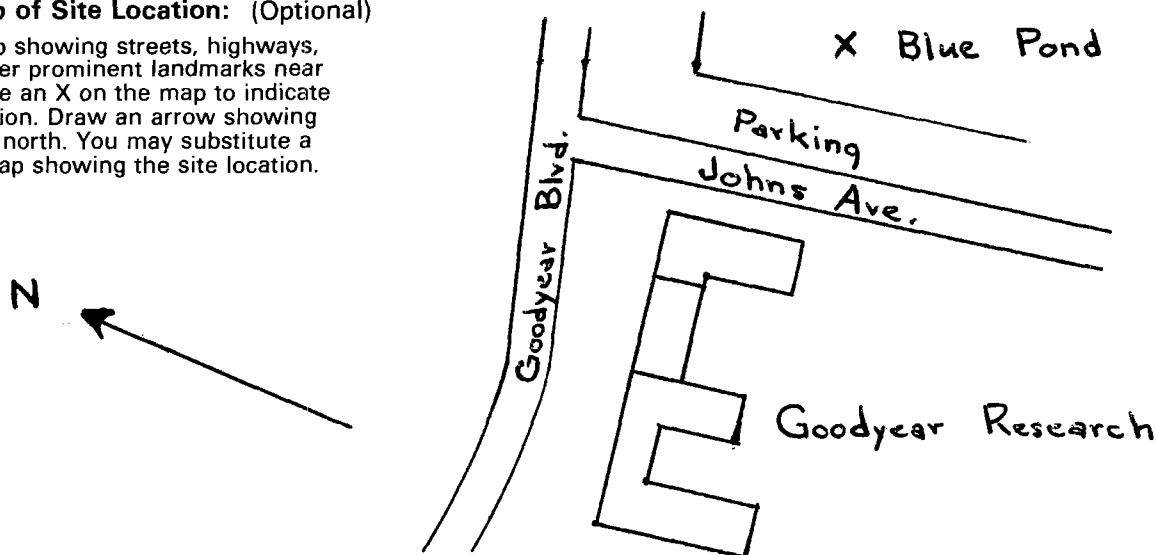 of Site Location: (Optional)
showing streets, highways,
er prominent landmarks near
e an X on the map to indicate
ion. Draw an arrow showing
north. You may substitute a
ap showing the site location.
X Blue Pond
Parking
Johns Ave.
Goodyear Blvd.
N
Goodyear Research